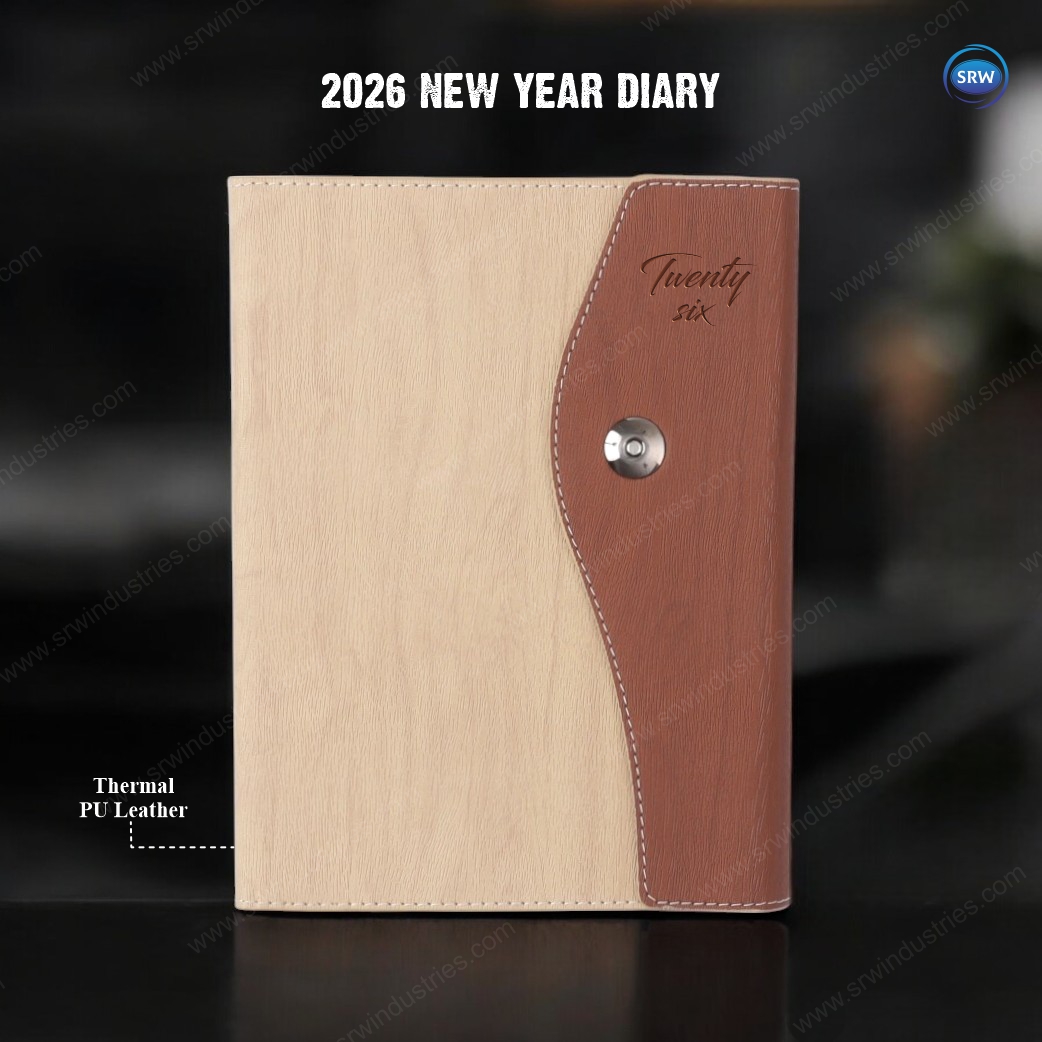 2026 NEW YEAR DIARY
SRW
Twenty
six
Thermal
PU Leather
www.srwindustries.com